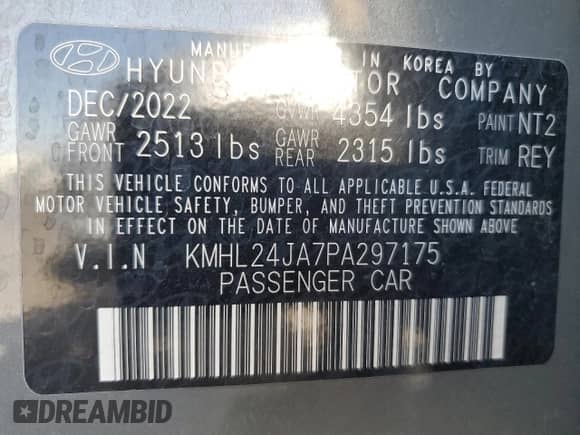 MANU IN KOREA BY
HYUN TOR COMPANY
DEC/2022 GVWR 4354 lbs PAINT NT2
GAWR FRONT 2513 lbs GAWR REAR 2315 lbs TRIM REY
THIS VEHICLE CONFORMS TO ALL APPLICABLE U.S.A. FEDERAL
MOTOR VEHICLE SAFETY, BUMPER, AND THEFT PREVENTION STANDARDS
IN EFFECT ON THE DATE OF MANUFACTURE SHOWN ABOVE.
V.I.N KMHL24JA7PA297175
PASSENGER CAR
DREAMBID